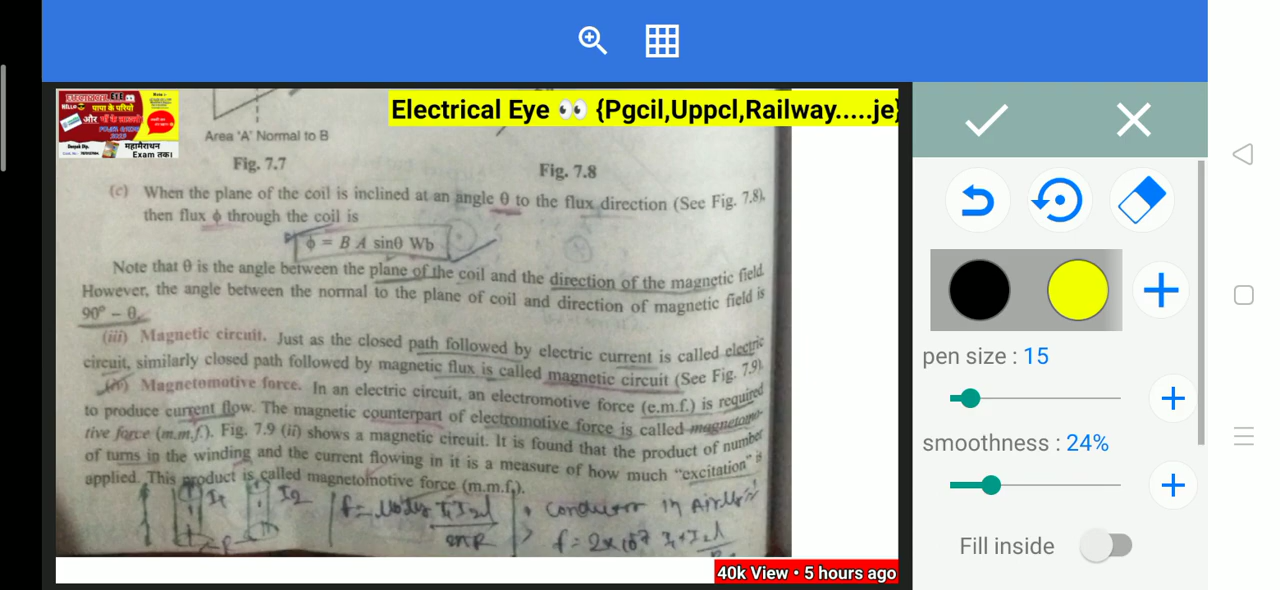 Electrical Eye 👀 {Pgcil,Uppcl,Railway.....je}
HELLO
पापा के परियो
और
महामैराथन
Exam तक।
Area 'A' Normal to B
Fig. 7.7
Fig. 7.8
(c) When the plane of the coil is inclined at an angle θ to the flux direction (See Fig. 7.8),
then flux ϕ through the coil is
ϕ = B A sinθ Wb
Note that θ is the angle between the plane of the coil and the direction of the magnetic field.
However, the angle between the normal to the plane of coil and direction of magnetic field is
90° – θ.
(iii) Magnetic circuit. Just as the closed path followed by electric current is called electric
circuit, similarly closed path followed by magnetic flux is called magnetic circuit (See Fig. 7.9).
(iv) Magnetomotive force. In an electric circuit, an electromotive force (e.m.f.) is required
to produce current flow. The magnetic counterpart of electromotive force is called magnetomo-
tive force (m.m.f.). Fig. 7.9 (ii) shows a magnetic circuit. It is found that the product of number
of turns in the winding and the current flowing in it is a measure of how much "excitation" is
applied. This product is called magnetomotive force (m.m.f.).
I1 I2
conductor in Air
40k View • 5 hours ago
pen size : 15
smoothness : 24%
Fill inside